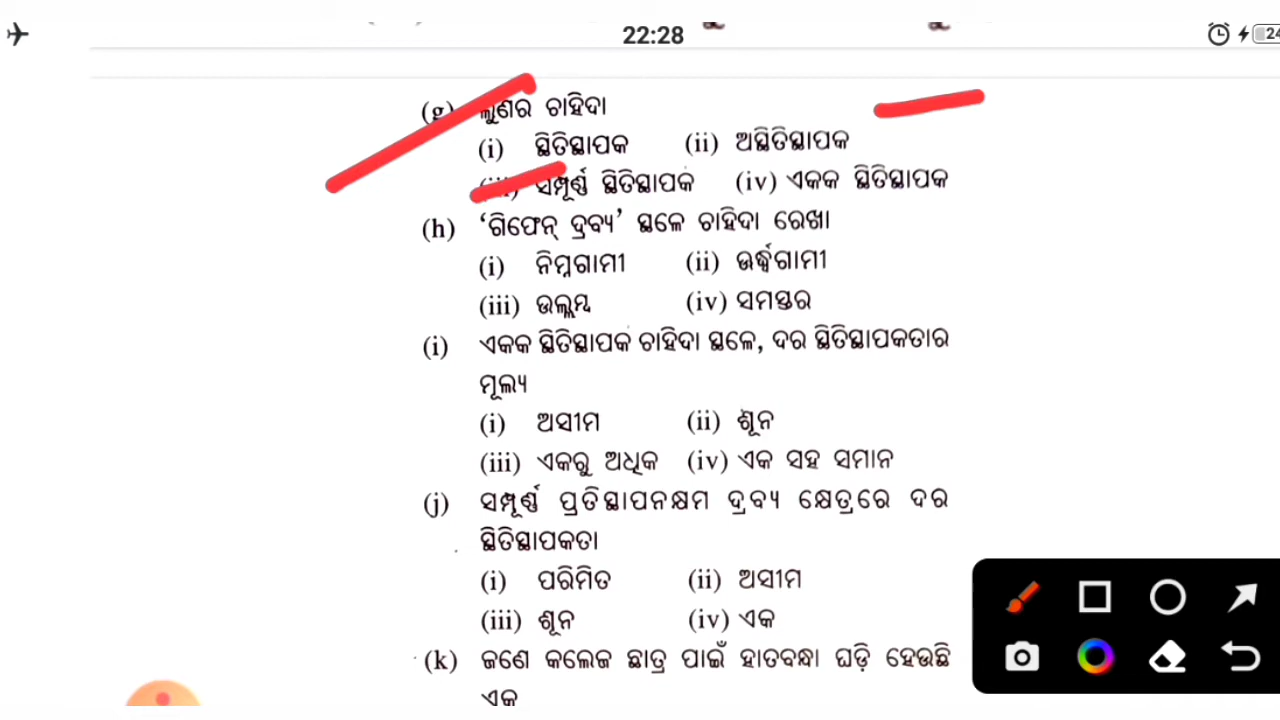 22:28
24
(g) ଲୁଣର ଚାହିଦା
(i) ସ୍ଥିତିସ୍ଥାପକ (ii) ଅସ୍ଥିତିସ୍ଥାପକ
(iii) ସମ୍ପୂର୍ଣ୍ଣ ସ୍ଥିତିସ୍ଥାପକ (iv) ଏକକ ସ୍ଥିତିସ୍ଥାପକ
(h) ‘ଗିଫେନ୍ ଦ୍ରବ୍ୟ’ ସ୍ଥଳେ ଚାହିଦା ରେଖା
(i) ନିମ୍ନଗାମୀ (ii) ଊର୍ଦ୍ଧ୍ୱଗାମୀ
(iii) ଉଲ୍ଲମ୍ବ (iv) ସମସ୍ତର
(i) ଏକକ ସ୍ଥିତିସ୍ଥାପକ ଚାହିଦା ସ୍ଥଳେ, ଦର ସ୍ଥିତିସ୍ଥାପକତାର
ମୂଲ୍ୟ
(i) ଅସୀମ (ii) ଶୂନ
(iii) ଏକରୁ ଅଧିକ (iv) ଏକ ସହ ସମାନ
(j) ସମ୍ପୂର୍ଣ୍ଣ ପ୍ରତିସ୍ଥାପନକ୍ଷମ ଦ୍ରବ୍ୟ କ୍ଷେତ୍ରରେ ଦର
ସ୍ଥିତିସ୍ଥାପକତା
(i) ପରିମିତ (ii) ଅସୀମ
(iii) ଶୂନ (iv) ଏକ
(k) ଜଣେ କଲେଜ ଛାତ୍ର ପାଇଁ ହାତବନ୍ଧା ଘଡ଼ି ହେଉଛି
ଏକ